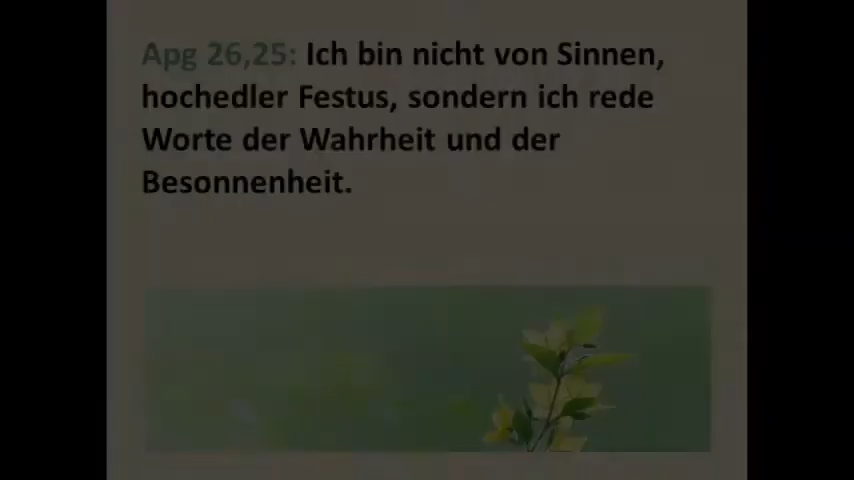 Apg 26,25: Ich bin nicht von Sinnen,
hochedler Festus, sondern ich rede
Worte der Wahrheit und der
Besonnenheit.